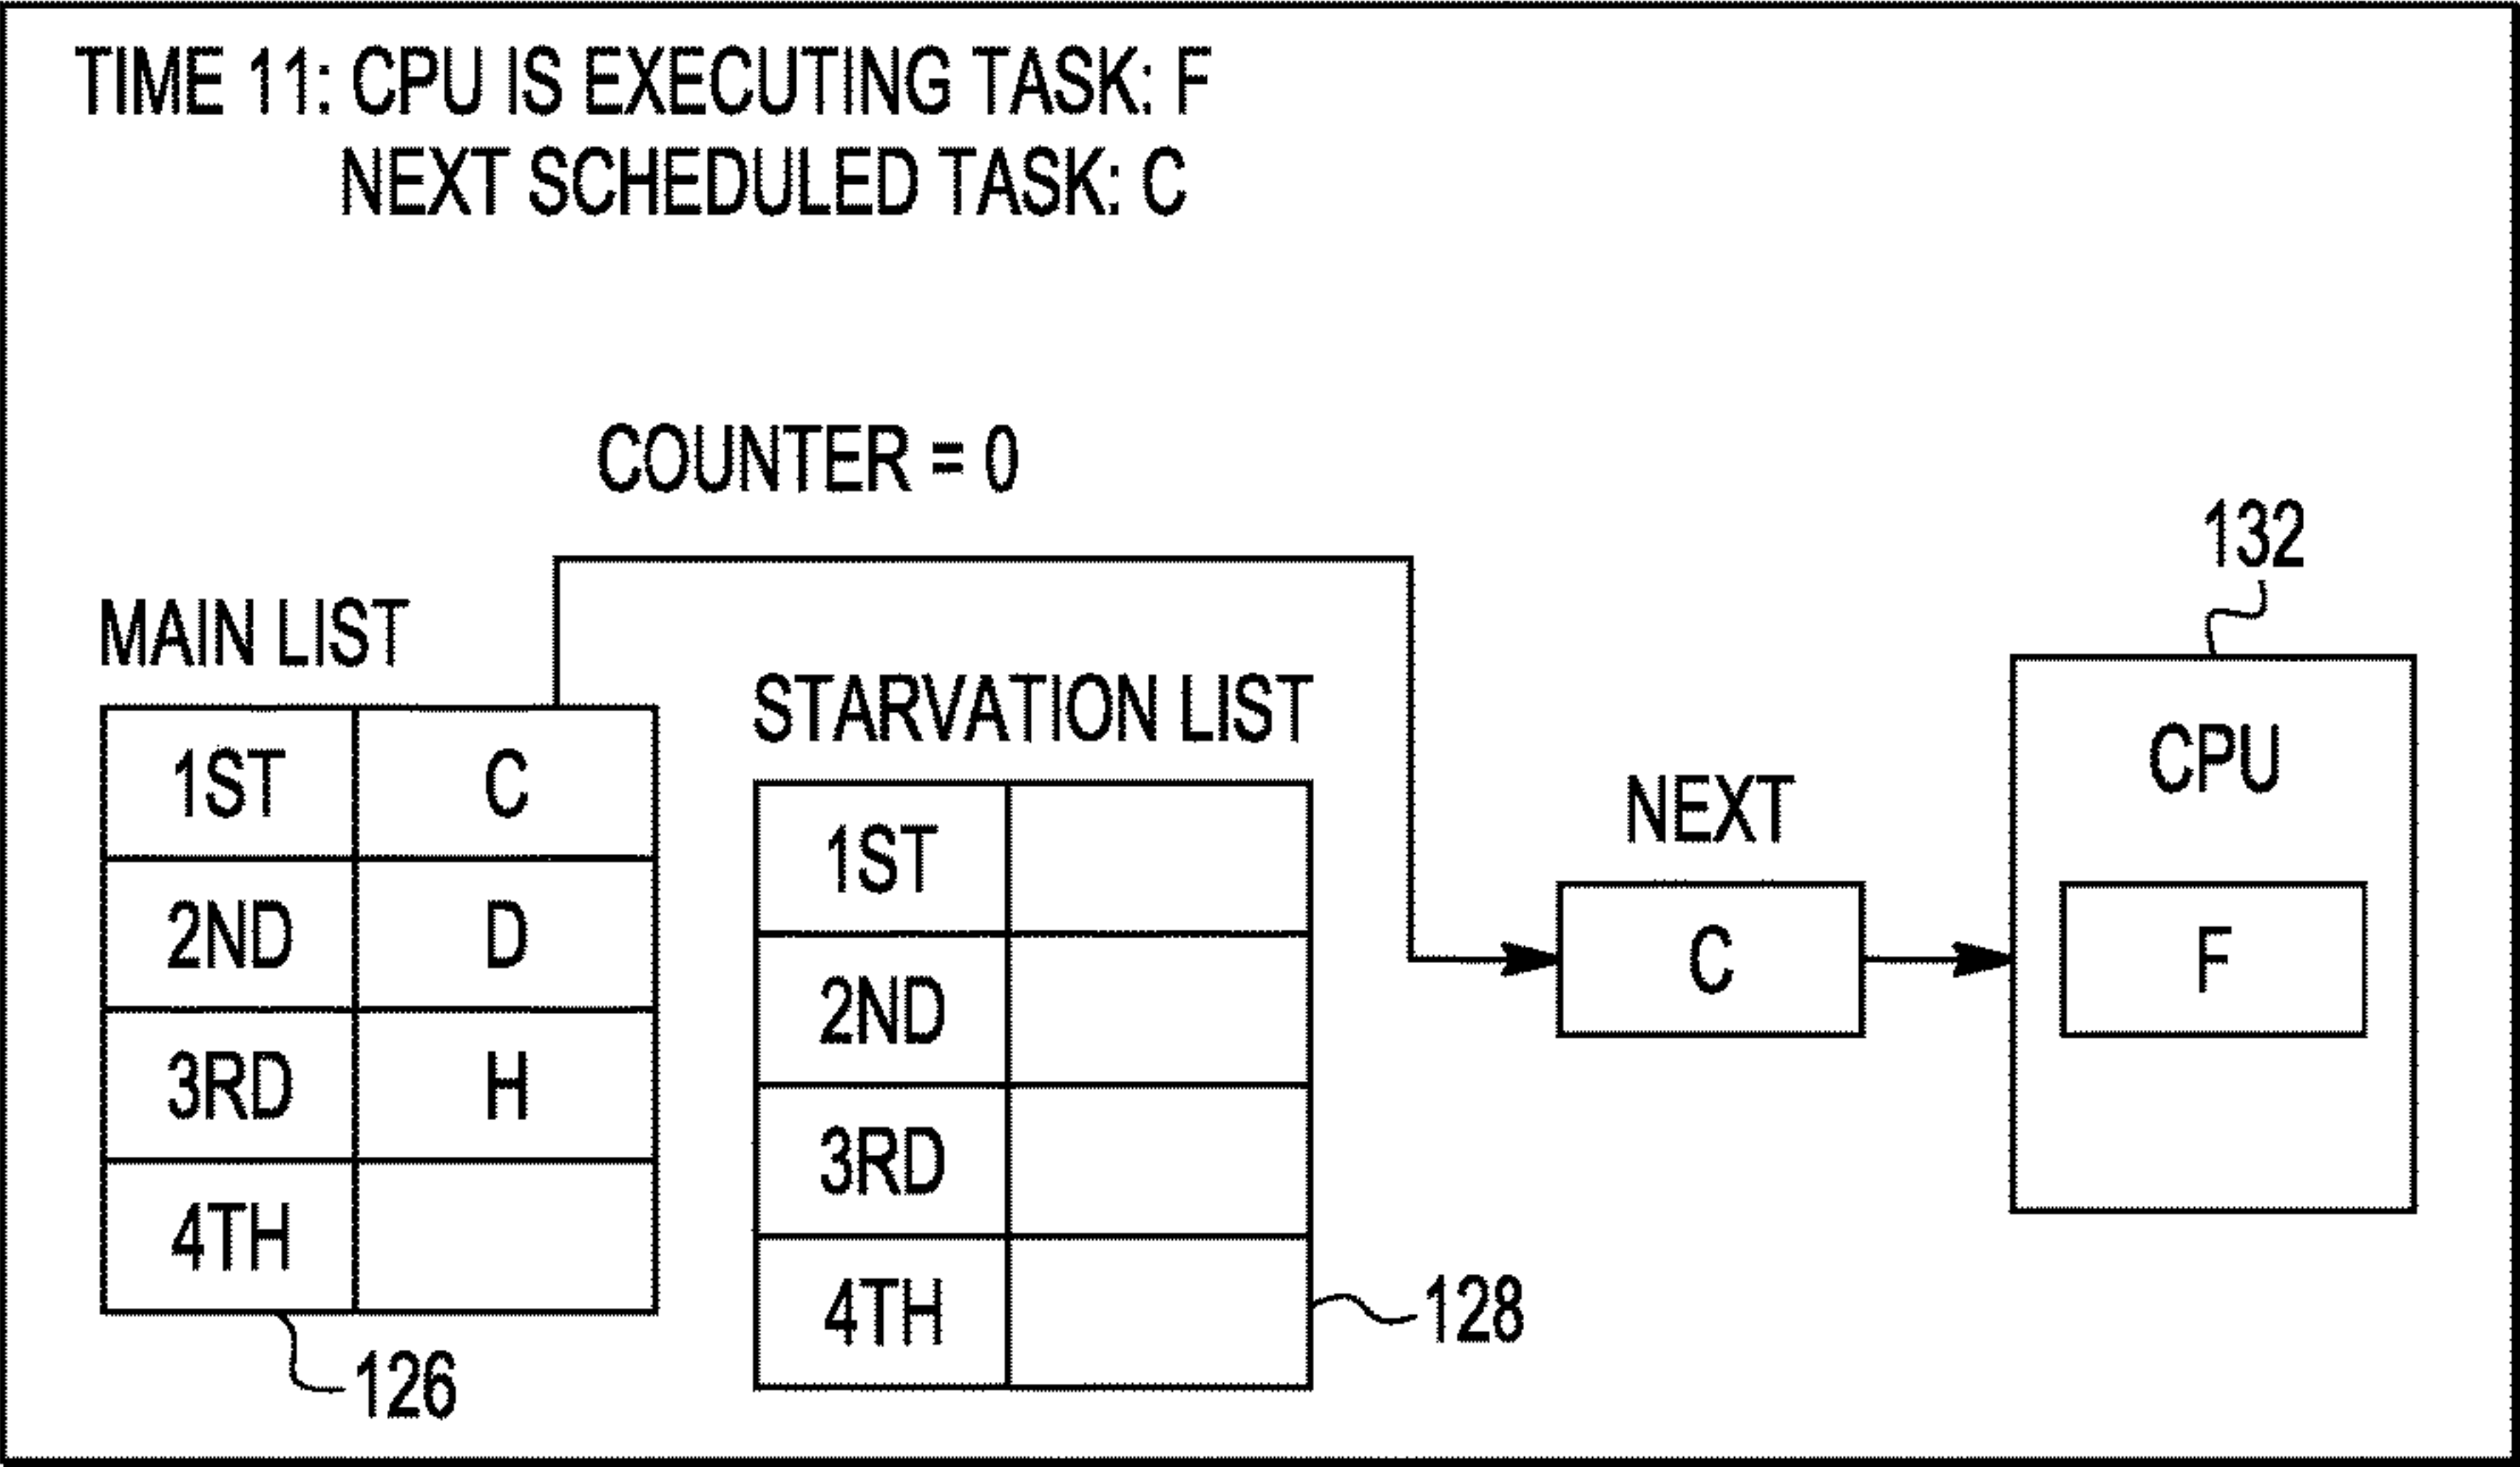 TIME 11: CPU IS EXECUTING TASK: F
NEXT SCHEDULED TASK: C
COUNTER = 0
MAIN LIST
1ST C
2ND D
3RD H
4TH
126
STARVATION LIST
1ST
2ND
3RD
4TH
128
NEXT
C
132
CPU
F